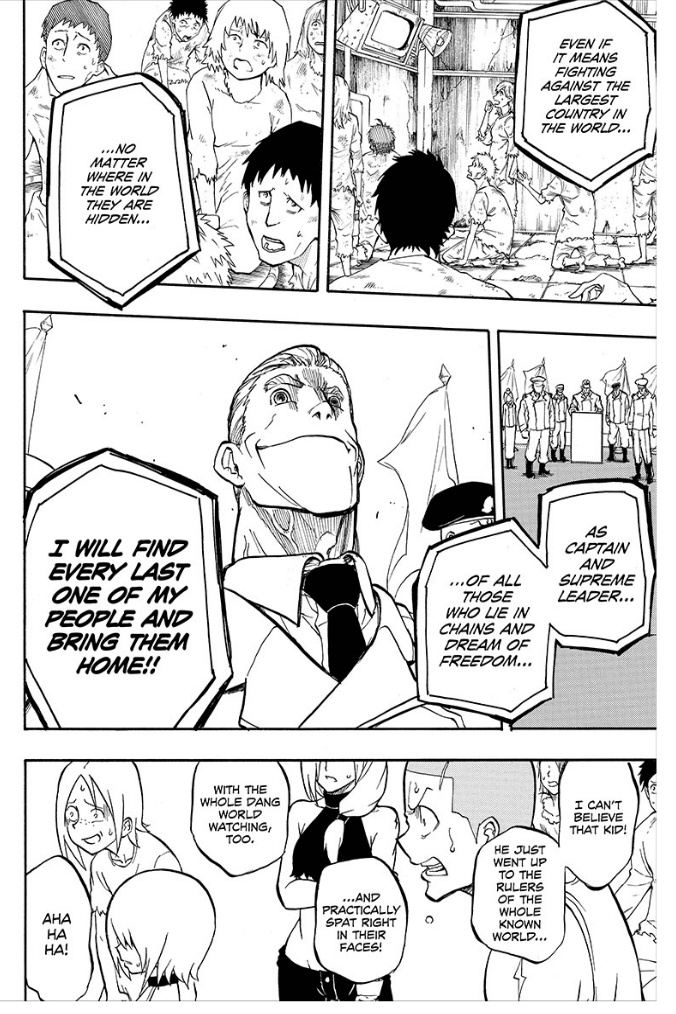 EVEN IF
IT MEANS
FIGHTING
AGAINST THE
LARGEST
COUNTRY IN
THE WORLD...
...NO
MATTER
WHERE IN
THE WORLD
THEY ARE
HIDDEN...
AS
CAPTAIN
AND
SUPREME
LEADER...
...OF ALL
THOSE
WHO LIE IN
CHAINS AND
DREAM OF
FREEDOM...
I WILL FIND
EVERY LAST
ONE OF MY
PEOPLE AND
BRING THEM
HOME!!
I CAN'T
BELIEVE
THAT KID!
HE JUST
WENT UP
TO THE
RULERS OF
THE WHOLE
KNOWN
WORLD...
...AND
PRACTICALLY
SPAT RIGHT
IN THEIR
FACES!
WITH THE
WHOLE DANG
WORLD
WATCHING,
TOO.
AHA
HA
HA!